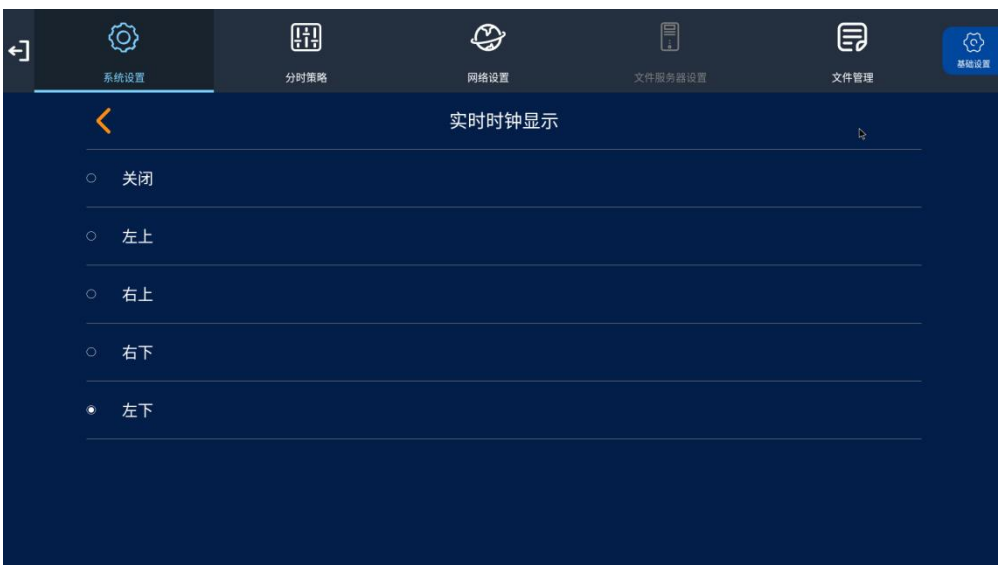 系统设置
分时策略
网络设置
文件服务器设置
文件管理
基础设置
实时时钟显示
关闭
左上
右上
右下
左下